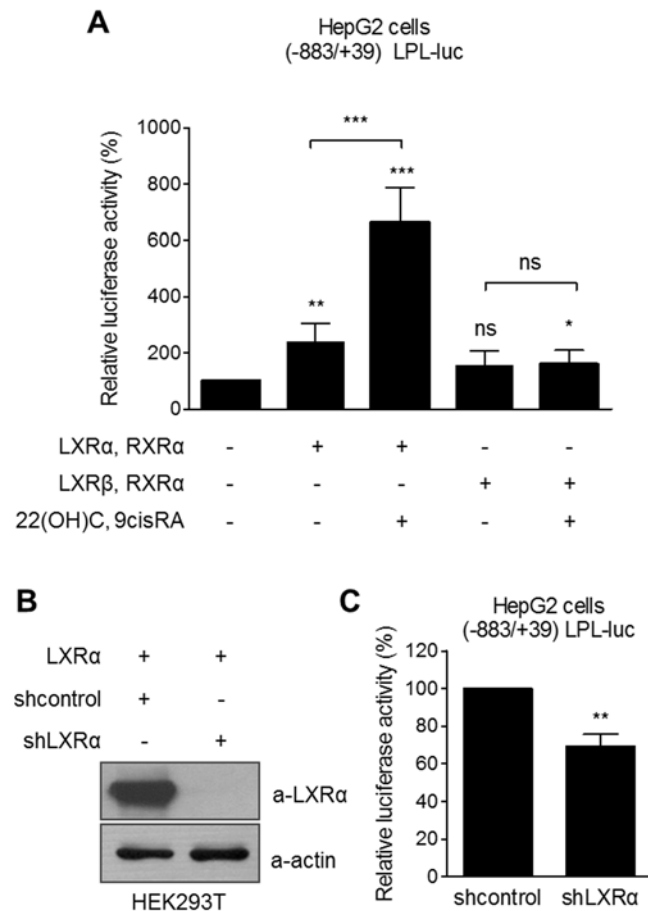 A
HepG2 cells
(-883/+39) LPL-luc
Relative luciferase activity (%)
1000
800
600
400
200
0
***
***
**
ns
ns
*
LXRα, RXRα - + + - -
LXRβ, RXRα - - - + +
22(OH)C, 9cisRA - - + - +
B
LXRα + +
shcontrol + -
shLXRα - +
a-LXRα
a-actin
HEK293T
C
HepG2 cells
(-883/+39) LPL-luc
Relative luciferase activity (%)
120
100
80
60
40
20
0
**
shcontrol shLXRα